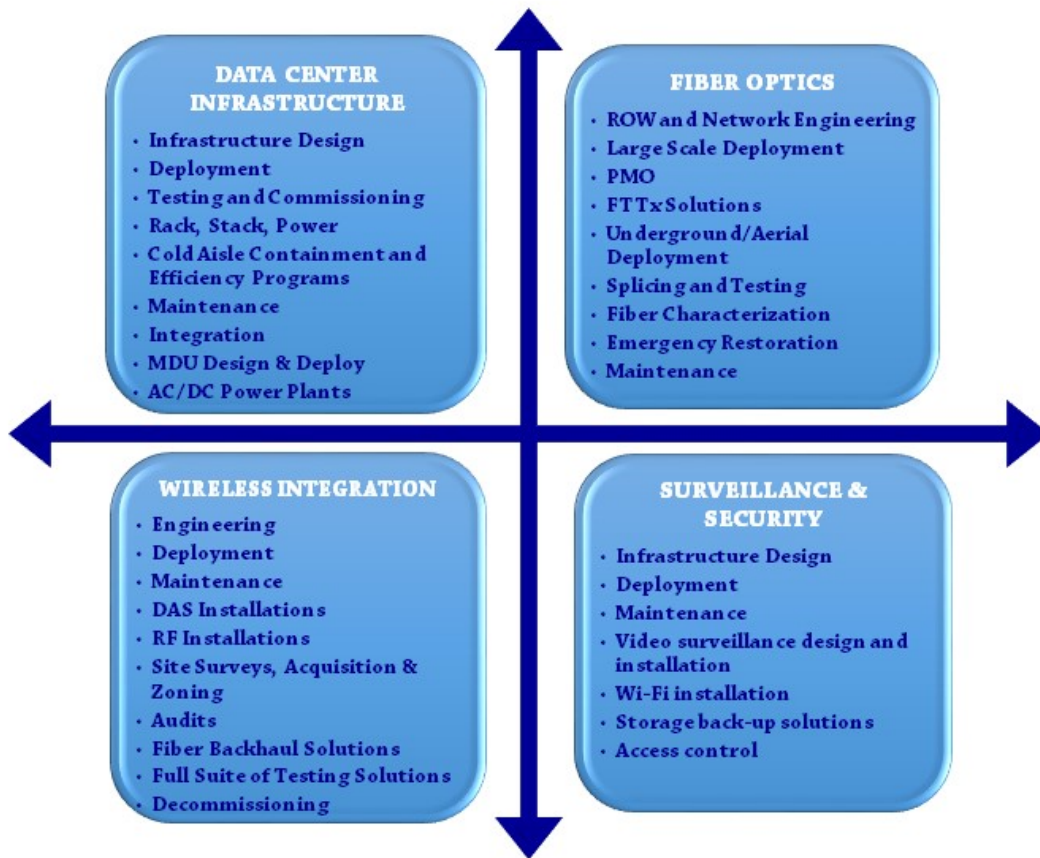 DATA CENTER
INFRASTRUCTURE
• Infrastructure Design
• Deployment
• Testing and Commissioning
• Rack, Stack, Power
• Cold Aisle Containment and
Efficiency Programs
• Maintenance
• Integration
• MDU Design & Deploy
• AC/DC Power Plants
FIBER OPTICS
• ROW and Network Engineering
• Large Scale Deployment
• PMO
• FTTx Solutions
• Underground/Aerial
Deployment
• Splicing and Testing
• Fiber Characterization
• Emergency Restoration
• Maintenance
WIRELESS INTEGRATION
• Engineering
• Deployment
• Maintenance
• DAS Installations
• RF Installations
• Site Surveys, Acquisition &
Zoning
• Audits
• Fiber Backhaul Solutions
• Full Suite of Testing Solutions
• Decommissioning
SURVEILLANCE &
SECURITY
• Infrastructure Design
• Deployment
• Maintenance
• Video surveillance design and
installation
• Wi-Fi installation
• Storage back-up solutions
• Access control